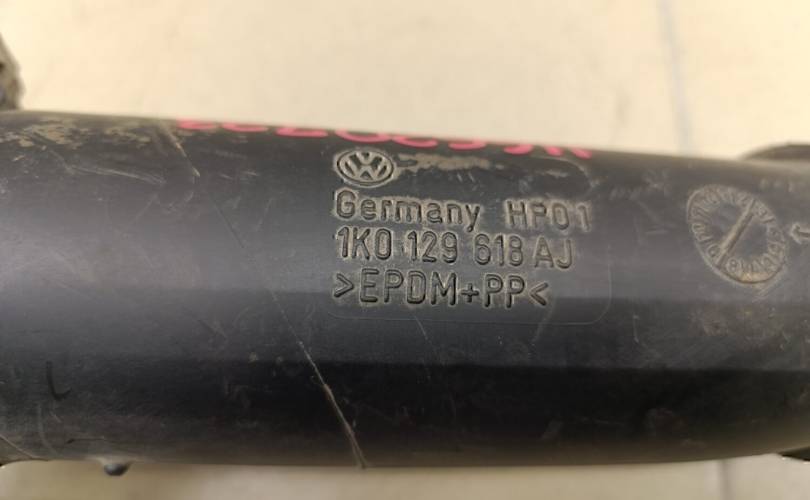 Germany HP01
1K0 129 618 AJ
>EPDM+PP<